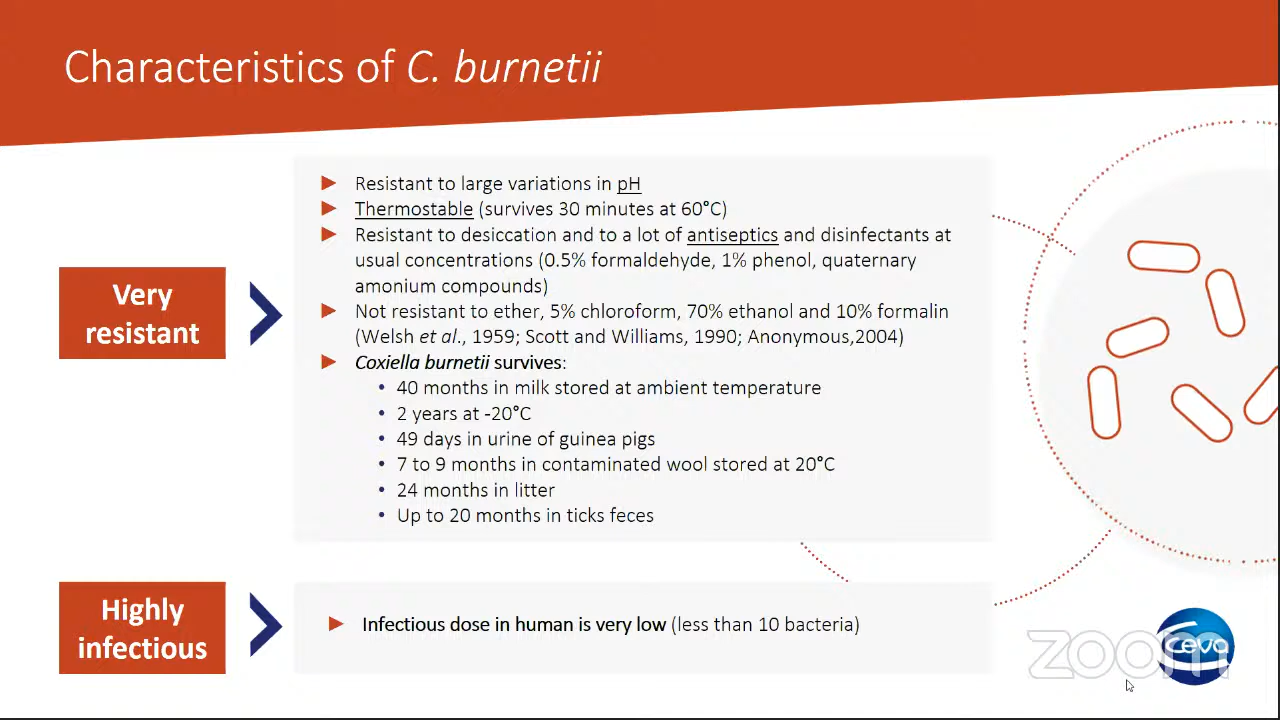 Characteristics of C. burnetii
Very
resistant
Resistant to large variations in pH
Thermostable (survives 30 minutes at 60°C)
Resistant to desiccation and to a lot of antiseptics and disinfectants at
usual concentrations (0.5% formaldehyde, 1% phenol, quaternary
amonium compounds)
Not resistant to ether, 5% chloroform, 70% ethanol and 10% formalin
(Welsh et al., 1959; Scott and Williams, 1990; Anonymous,2004)
Coxiella burnetii survives:
• 40 months in milk stored at ambient temperature
• 2 years at -20°C
• 49 days in urine of guinea pigs
• 7 to 9 months in contaminated wool stored at 20°C
• 24 months in litter
• Up to 20 months in ticks feces
Highly
infectious
Infectious dose in human is very low (less than 10 bacteria)
zoom
ceva